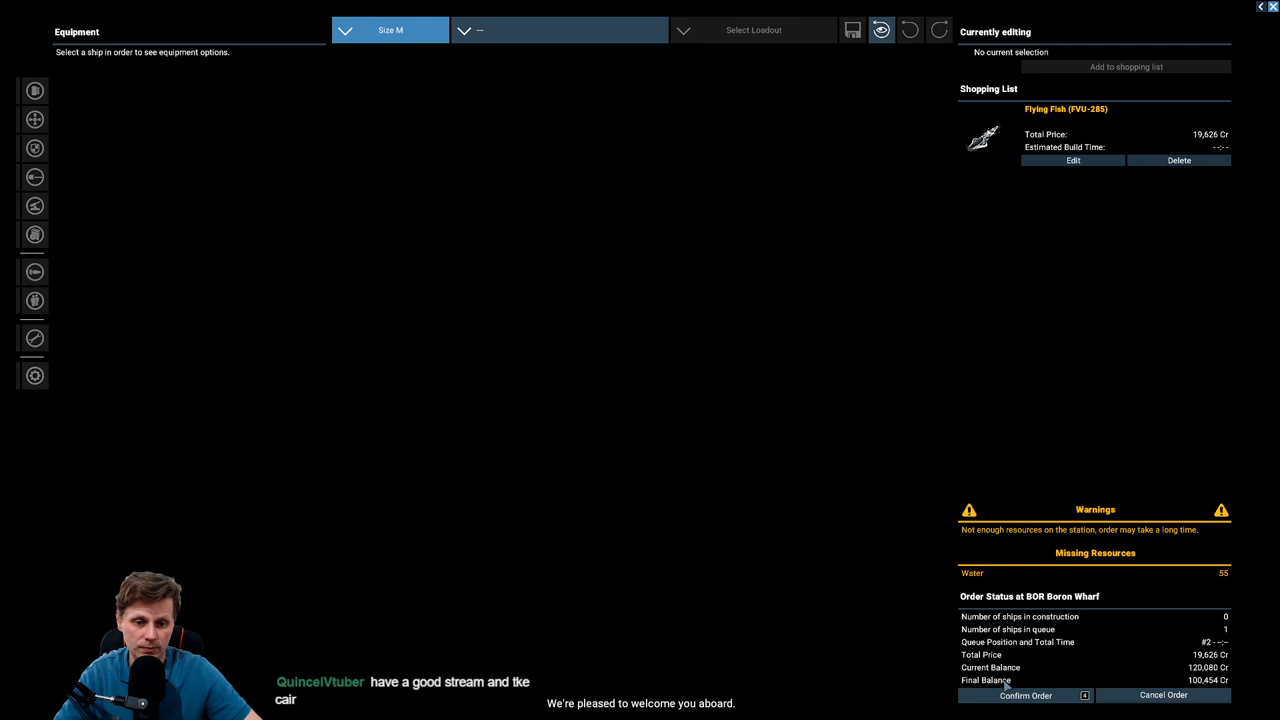 Equipment
Select a ship in order to see equipment options.
Size M
--
Select Loadout
Currently editing
No current selection
Add to shopping list
Shopping List
Flying Fish (FVU-285)
Total Price: 19,626 Cr
Estimated Build Time: --:--
Edit Delete
Warnings
Not enough resources on the station, order may take a long time.
Missing Resources
Water 55
Order Status at BOR Boron Wharf
Number of ships in construction 0
Number of ships in queue 1
Queue Position and Total Time #2 - --:--
Total Price 19,626 Cr
Current Balance 120,080 Cr
Final Balance 100,454 Cr
Confirm Order 4 Cancel Order
QuincelVtuber have a good stream and tke
cair
We're pleased to welcome you aboard.